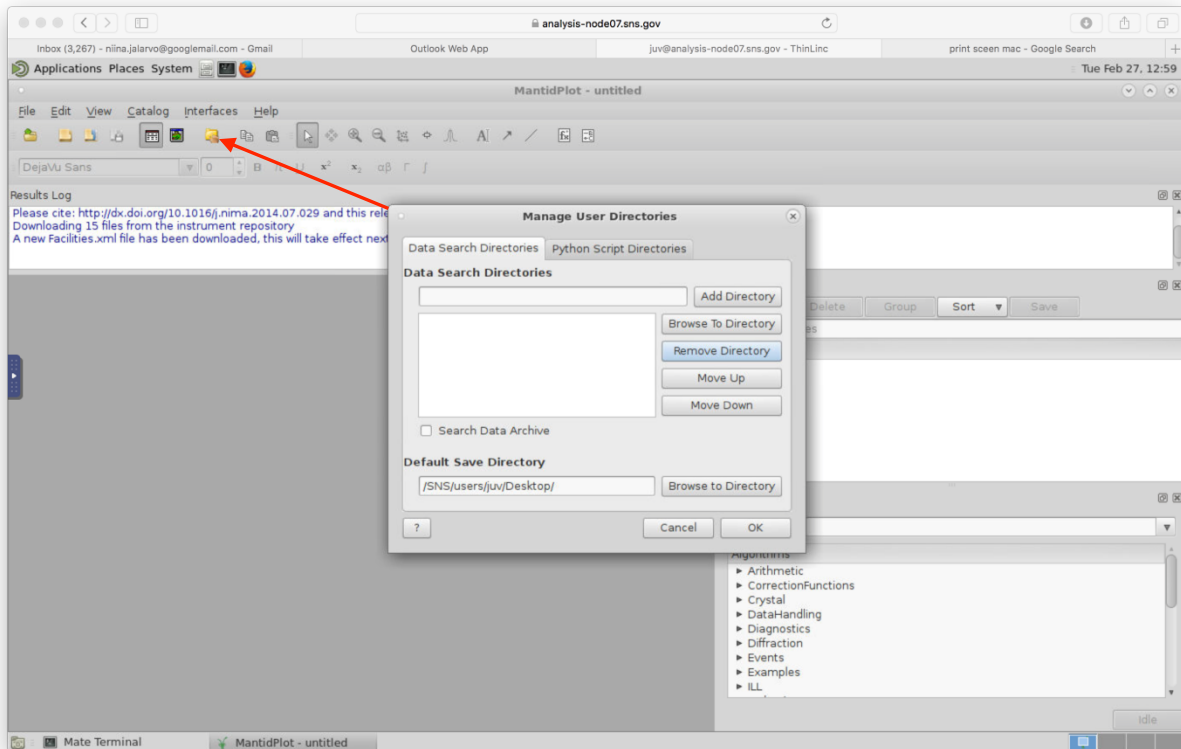 analysis-node07.sns.gov
Inbox (3,267) - niina.jalarvo@googlemail.com - Gmail
Outlook Web App
juv@analysis-node07.sns.gov - ThinLinc
print sceen mac - Google Search
Applications Places System
Tue Feb 27, 12:59
MantidPlot - untitled
File Edit View Catalog Interfaces Help
DejaVu Sans 0 B U x² x₂ αβ Γ ∫
Results Log
Please cite: http://dx.doi.org/10.1016/j.nima.2014.07.029 and this rele
Downloading 15 files from the instrument repository
A new Facilities.xml file has been downloaded, this will take effect next
Manage User Directories
Data Search Directories Python Script Directories
Data Search Directories
Add Directory
Browse To Directory
Remove Directory
Move Up
Move Down
Search Data Archive
Default Save Directory
/SNS/users/juv/Desktop/ Browse to Directory
? Cancel OK
Delete Group Sort Save
es
Algorithms
Arithmetic
CorrectionFunctions
Crystal
DataHandling
Diagnostics
Diffraction
Events
Examples
ILL
Idle
Mate Terminal
MantidPlot - untitled